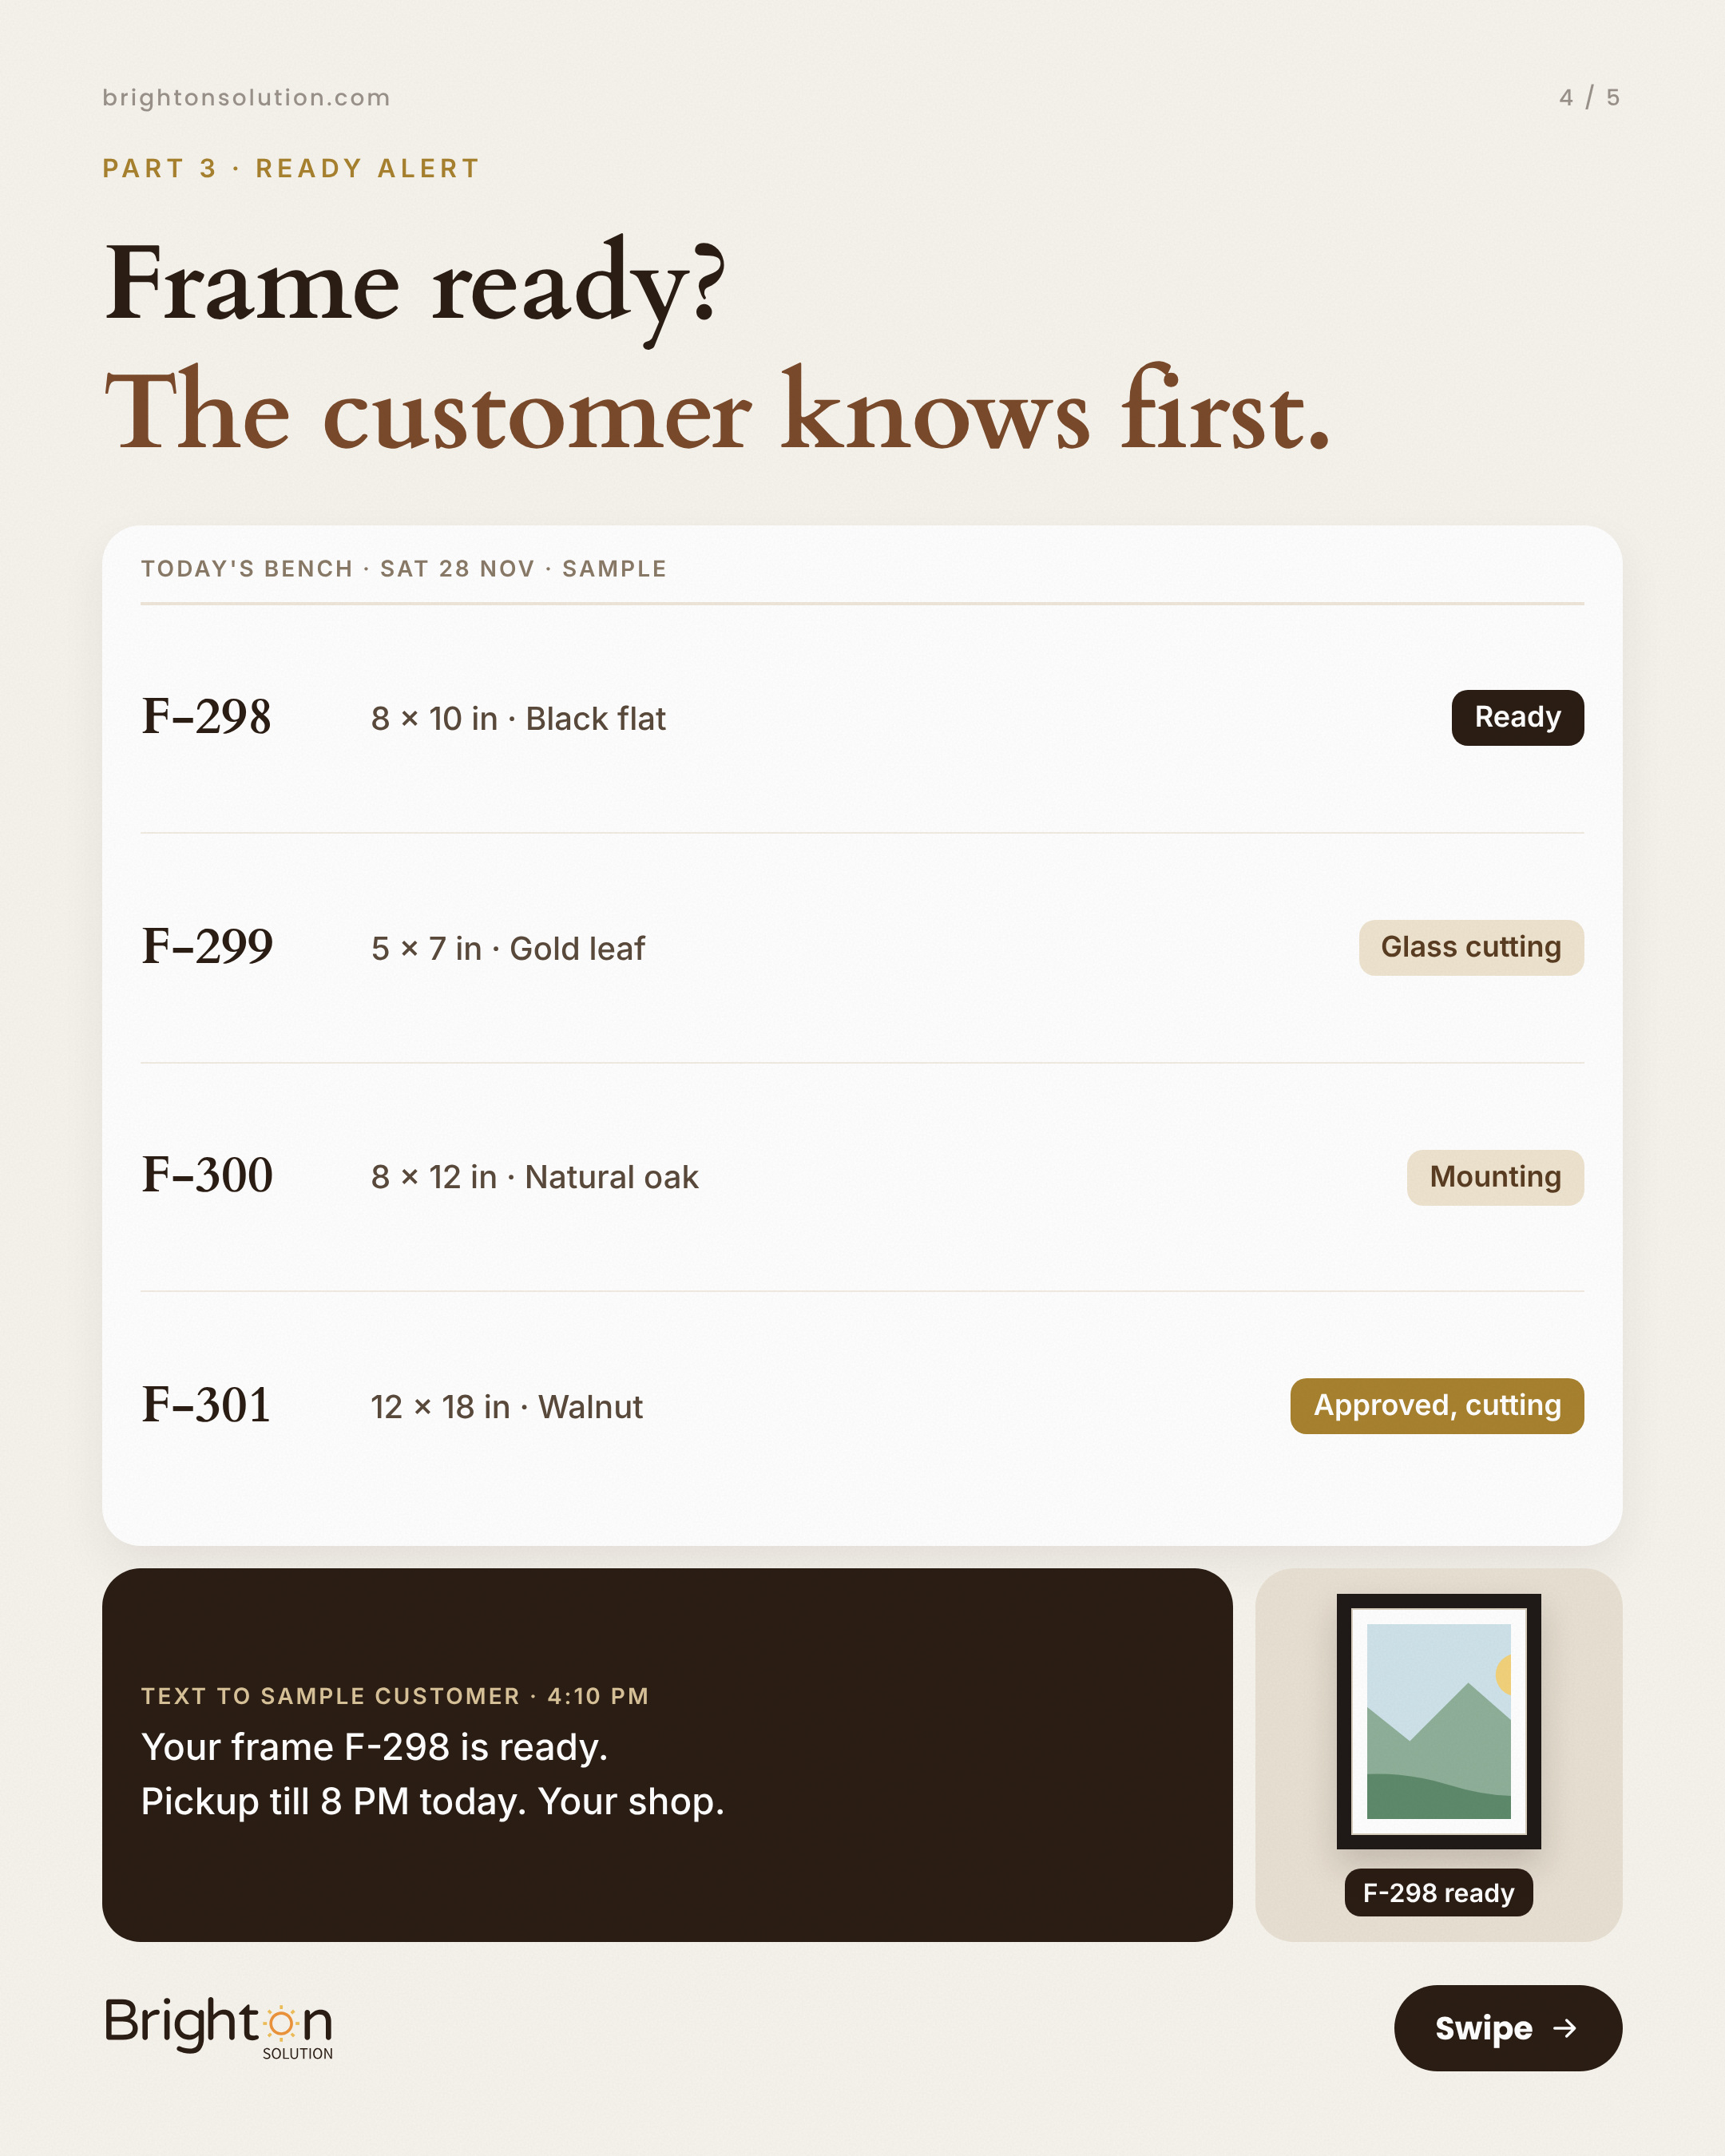 brightonsolution.com
4 / 5
PART 3 · READY ALERT
Frame ready?
The customer knows first.
TODAY'S BENCH · SAT 28 NOV · SAMPLE
F-298 8 × 10 in · Black flat Ready
F-299 5 × 7 in · Gold leaf Glass cutting
F-300 8 × 12 in · Natural oak Mounting
F-301 12 × 18 in · Walnut Approved, cutting
TEXT TO SAMPLE CUSTOMER · 4:10 PM
Your frame F-298 is ready.
Pickup till 8 PM today. Your shop.
F-298 ready
Brighton
SOLUTION
Swipe →